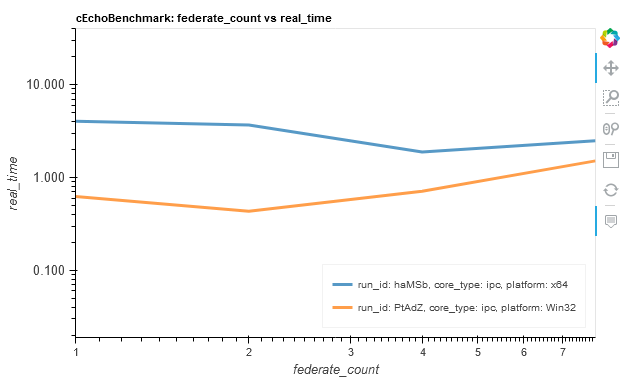 cEchoBenchmark: federate_count vs real_time
10.000
1.000
0.100
real_time
run_id: haMSb, core_type: ipc, platform: x64
run_id: PtAdZ, core_type: ipc, platform: Win32
1 2 3 4 5 6 7
federate_count